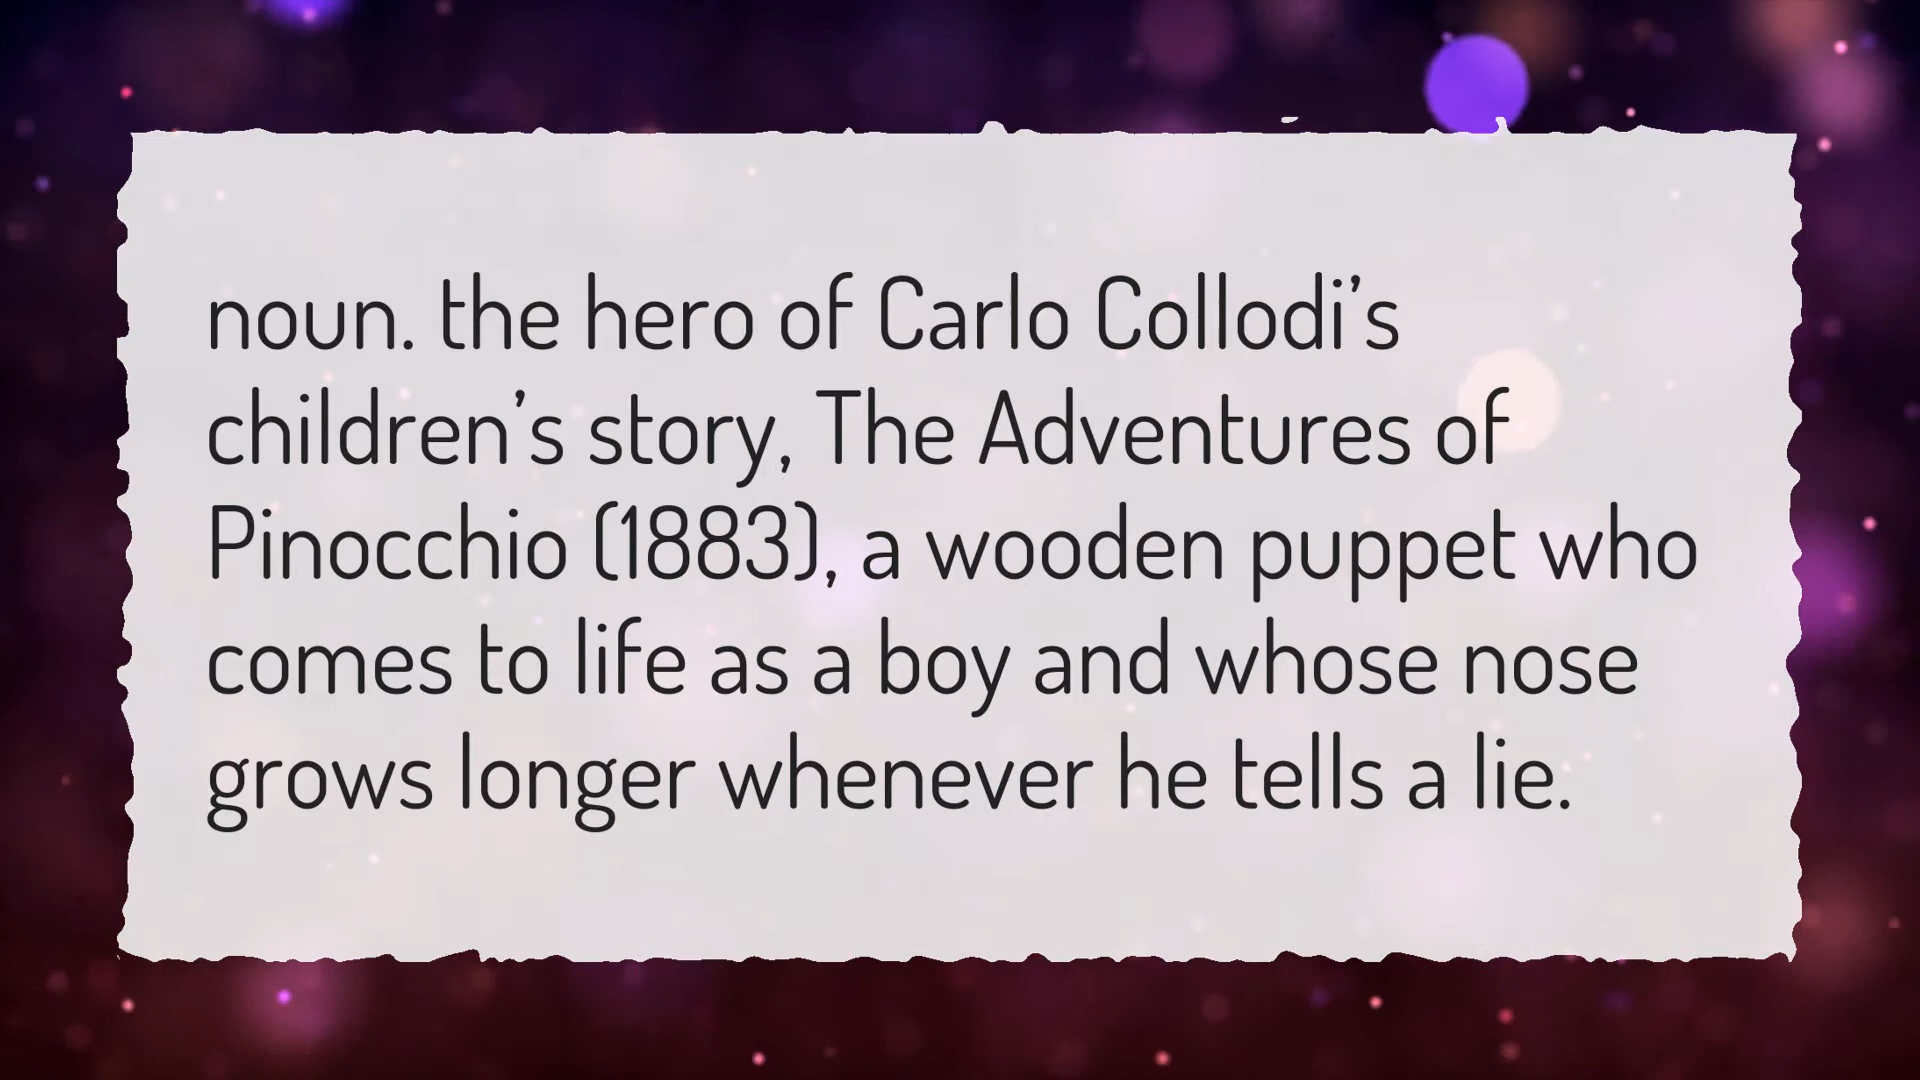 noun. the hero of Carlo Collodi’s
children’s story, The Adventures of
Pinocchio (1883), a wooden puppet who
comes to life as a boy and whose nose
grows longer whenever he tells a lie.